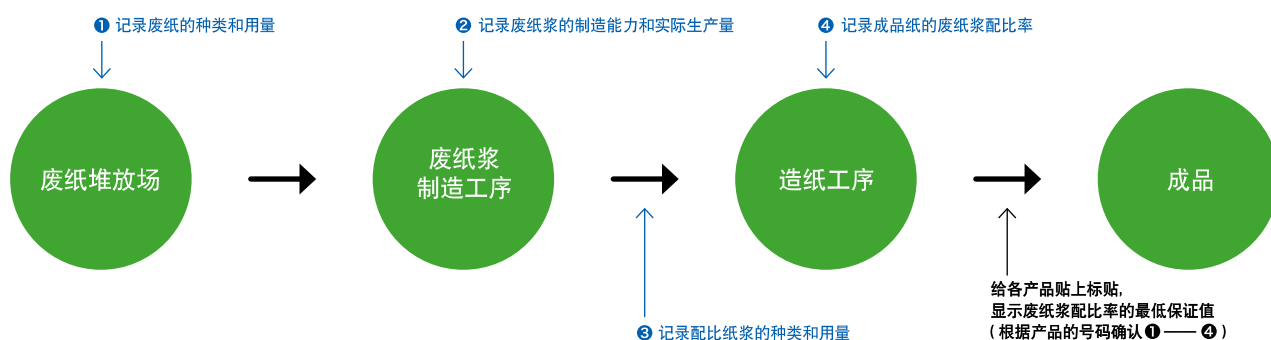 ❶ 记录废纸的种类和用量
❷ 记录废纸浆的制造能力和实际生产量
❹ 记录成品纸的废纸浆配比率
废纸堆放场
废纸浆
制造工序
造纸工序
成品
❸ 记录配比纸浆的种类和用量
给各产品贴上标贴,
显示废纸浆配比率的最低保证值
（根据产品的号码确认❶——❹）